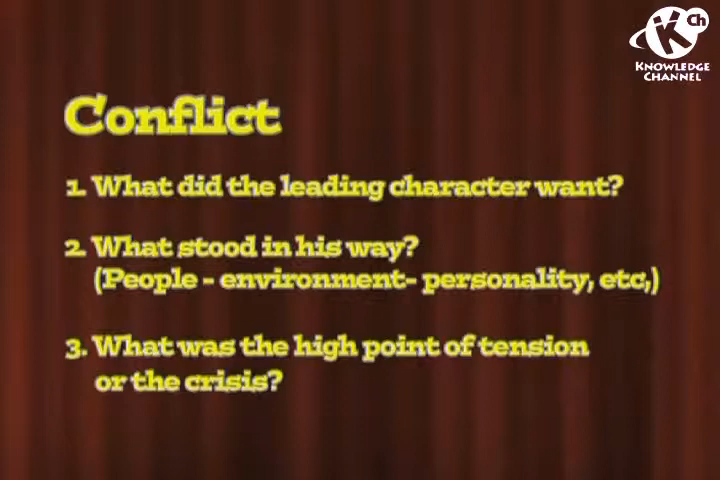 Ch
K
KNOWLEDGE
CHANNEL
Conflict
1. What did the leading character want?
2. What stood in his way?
(People - environment- personality, etc,)
3. What was the high point of tension
or the crisis?